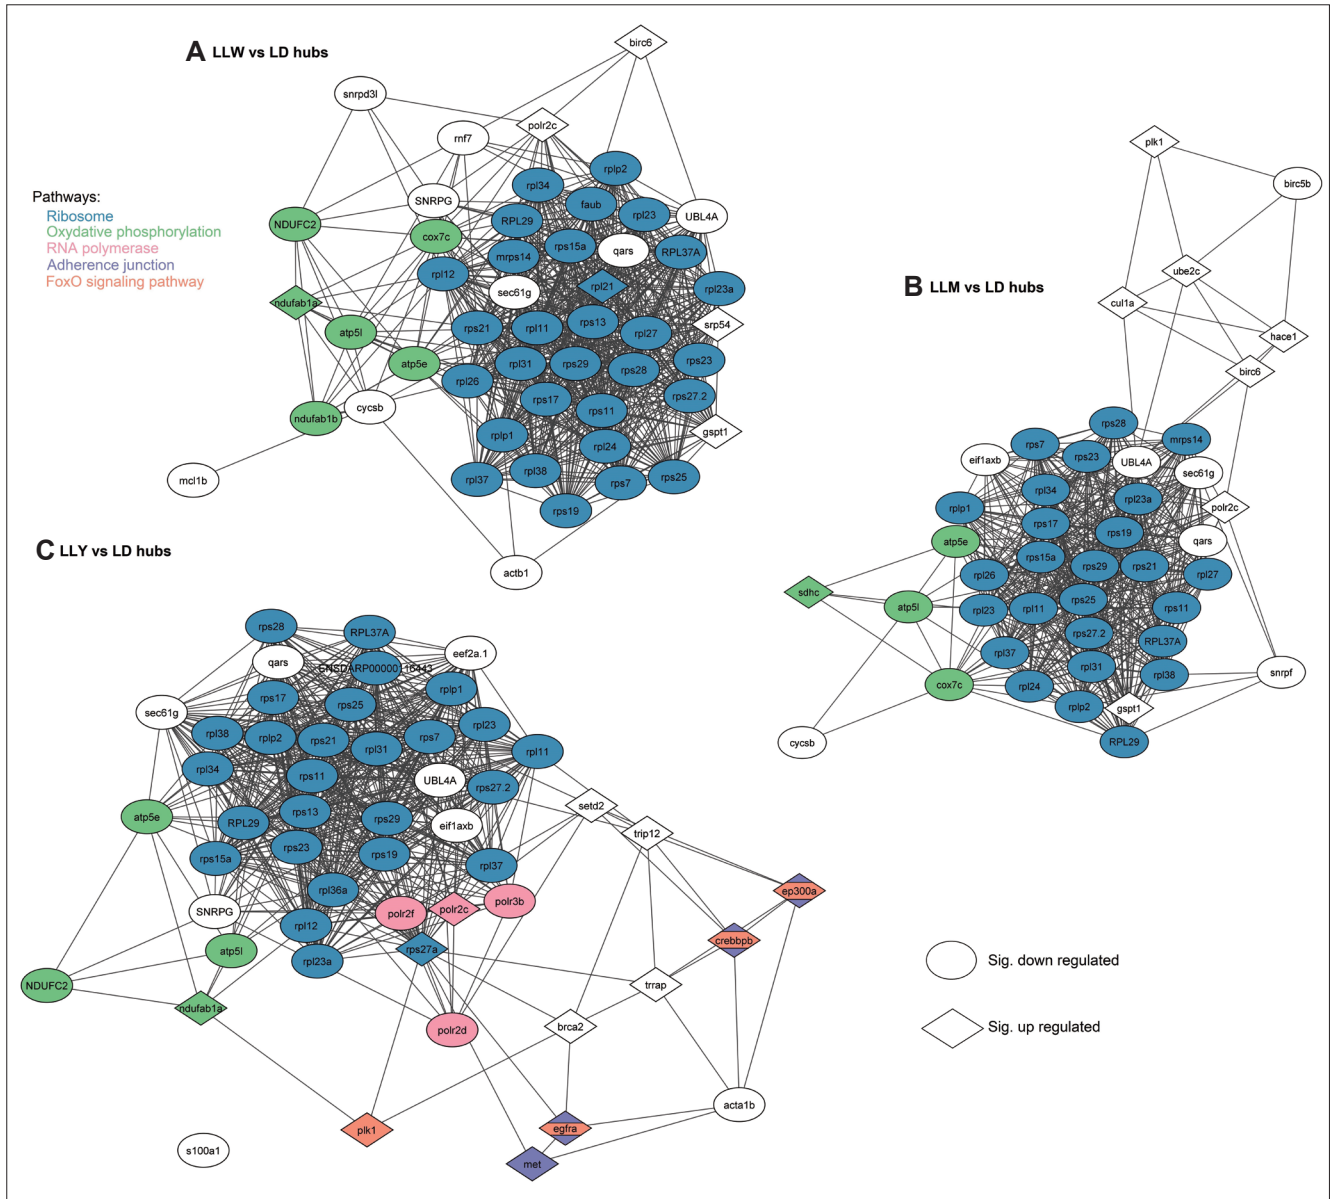 A LLW vs LD hubs
birc6
snrpd3l
polr2c
rnf7
rplp2
rpl34
SNRPG
faub
rpl23
UBL4A
RPL29
NDUFC2
cox7c
rps15a
qars
RPL37A
mrps14
rpl12
sec61g
rpl21
rpl23a
ndufab1a
rps21
rpl11
rps13
rpl27
srp54
atp5l
atp5e
rpl31
rps29
rps28
rps23
rpl26
rps17
rps11
rps27.2
cycsb
ndufab1b
rplp1
rpl24
gspt1
mcl1b
rpl37
rpl38
rps7
rps25
rps19
actb1
Pathways:
Ribosome
Oxydative phosphorylation
RNA polymerase
Adherence junction
FoxO signaling pathway
B LLM vs LD hubs
plk1
birc5b
ube2c
cul1a
hace1
birc6
rps28
rps7
mrps14
eif1axb
rps23
UBL4A
sec61g
rpl34
rpl23a
rplp1
polr2c
rps17
rps19
atp5e
qars
rps15a
rps29
rps21
rpl26
rpl27
sdhc
atp5l
rpl23
rpl11
rps25
rps11
rps27.2
RPL37A
rpl37
rpl31
rpl38
snrpf
cox7c
rpl24
rplp2
gspt1
cycsb
RPL29
C LLY vs LD hubs
rps28
RPL37A
qars
eef2a.1
rps17
rps25
rplp1
sec61g
rpl38
rplp2
rps21
rpl31
rps7
rpl23
rpl11
rpl34
rps11
UBL4A
rps27.2
atp5e
RPL29
rps13
rps29
eif1axb
setd2
trip12
rps15a
rps23
rps19
rpl37
ep300a
rpl36a
SNRPG
polr2f
polr2c
polr3b
rpl12
crebbpb
atp5l
rpl23a
rps27a
NDUFC2
trrap
ndufab1a
polr2d
brca2
acta1b
plk1
egfra
s100a1
met
Sig. down regulated
Sig. up regulated